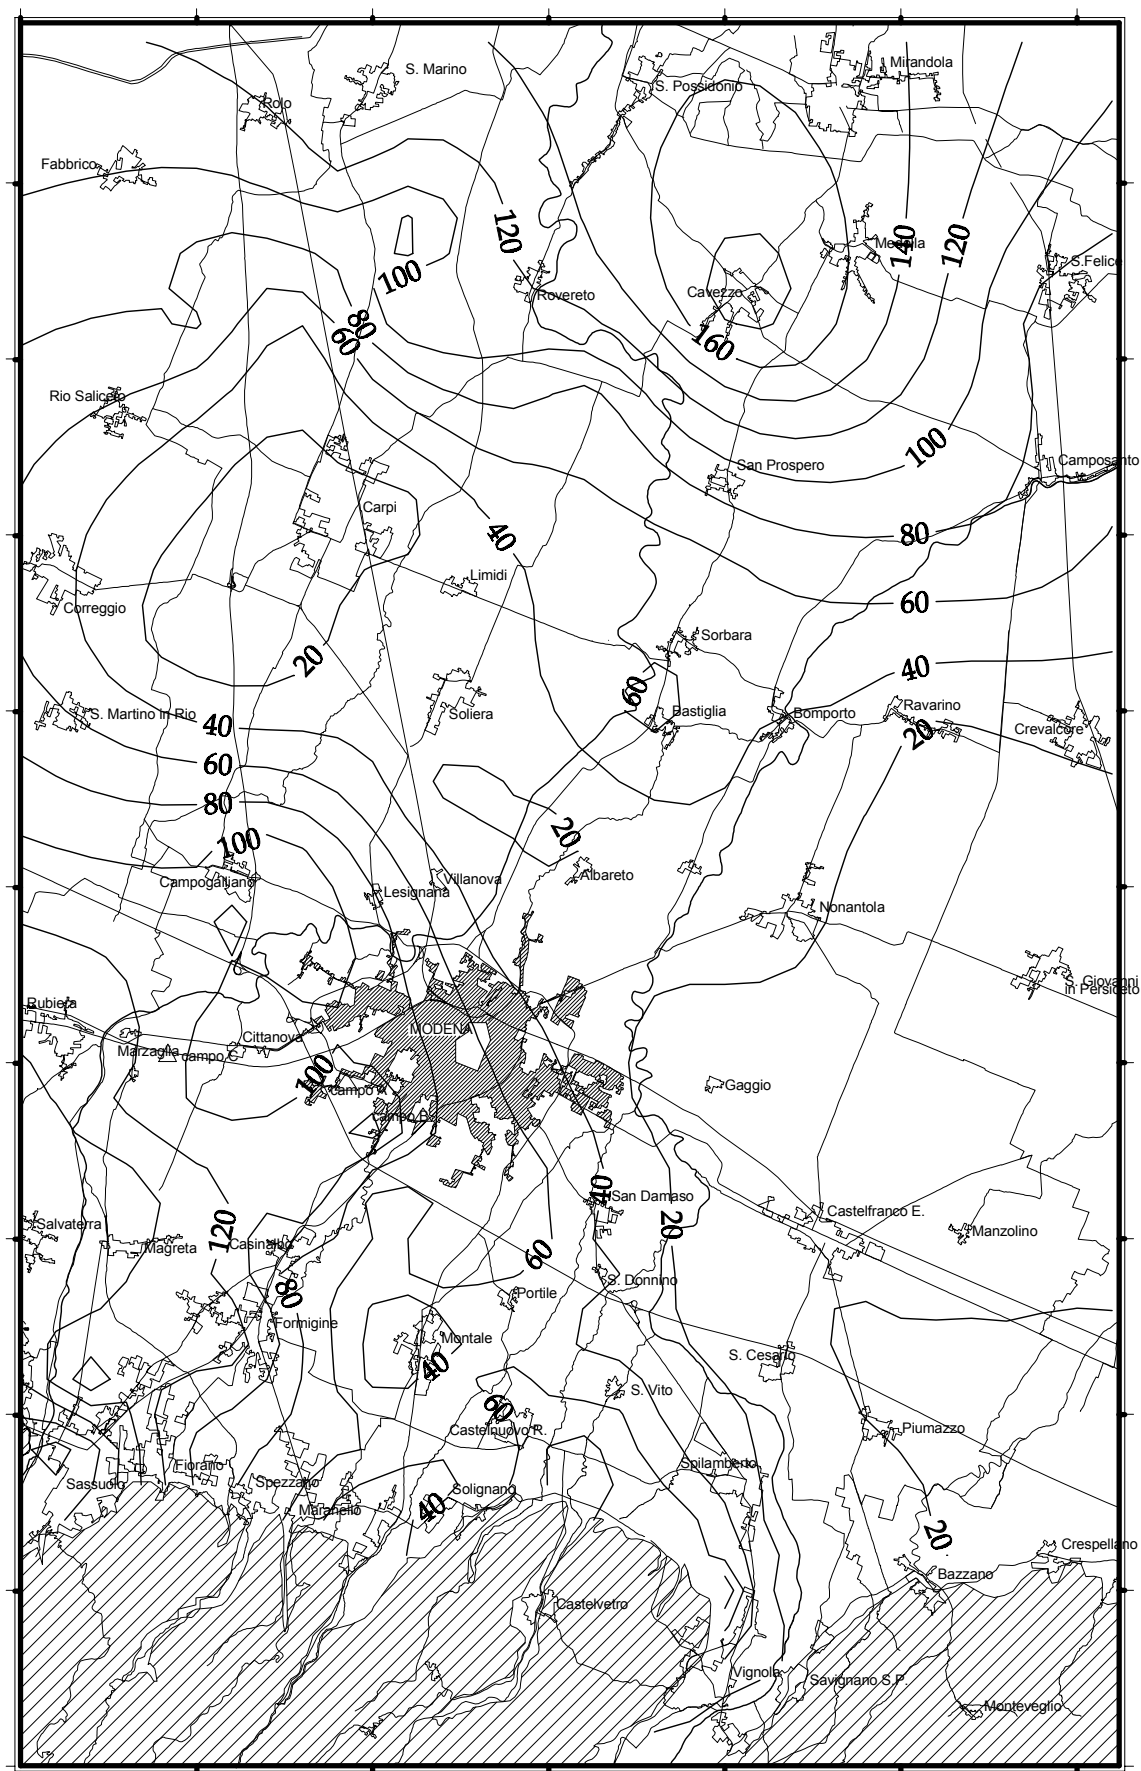 Mirandola
S. Marino
S. Possidonio
Rolo
Fabbrico
120
140
120
Medolla
S.Felice
100
Rovereto
Cavezzo
80
60
160
Rio Saliceto
100
San Prospero
Camposanto
Carpi
40
80
Limidi
60
Correggio
Sorbara
20
40
60
S. Martino in Rio
Soliera
Bastiglia
Bomporto
Ravarino
20
Crevalcore
40
60
80
20
100
Campogalliano
Lesignana
Villanova
Albareto
Nonantola
S. Giovanni
in Persiceto
Rubiera
MODENA
Cittanova
Marzaglia
campo C
100
campo A
Gaggio
campo B
40
San Damaso
20
Castelfranco E.
Salvaterra
Magreta
120
Casinalbo
Manzolino
60
80
S. Donnino
Portile
Formigine
Montale
40
S. Cesario
S. Vito
60
Castelnuovo R.
Piumazzo
Sassuolo
Fiorano
Spezzano
Maranello
40
Solignano
Spilamberto
20
Crespellano
Bazzano
Castelvetro
Vignola
Savignano S.P.
Monteveglio